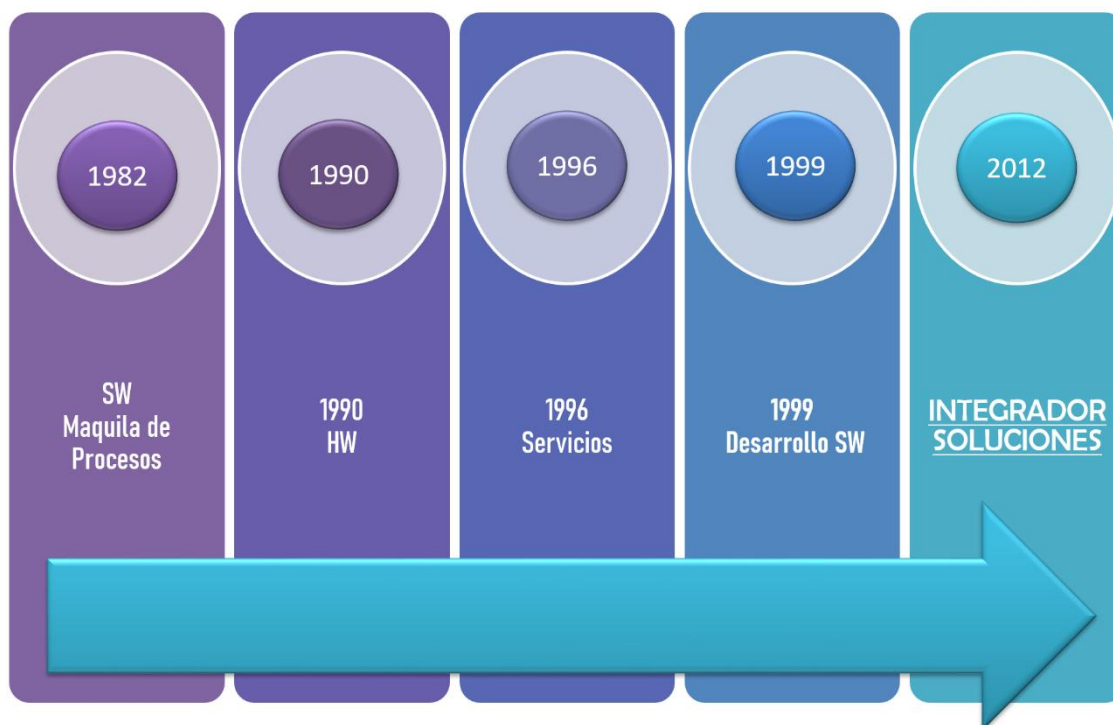 1982
1990
1996
1999
2012
SW
Maquila de
Procesos
1990
HW
1996
Servicios
1999
Desarrollo SW
INTEGRADOR
SOLUCIONES